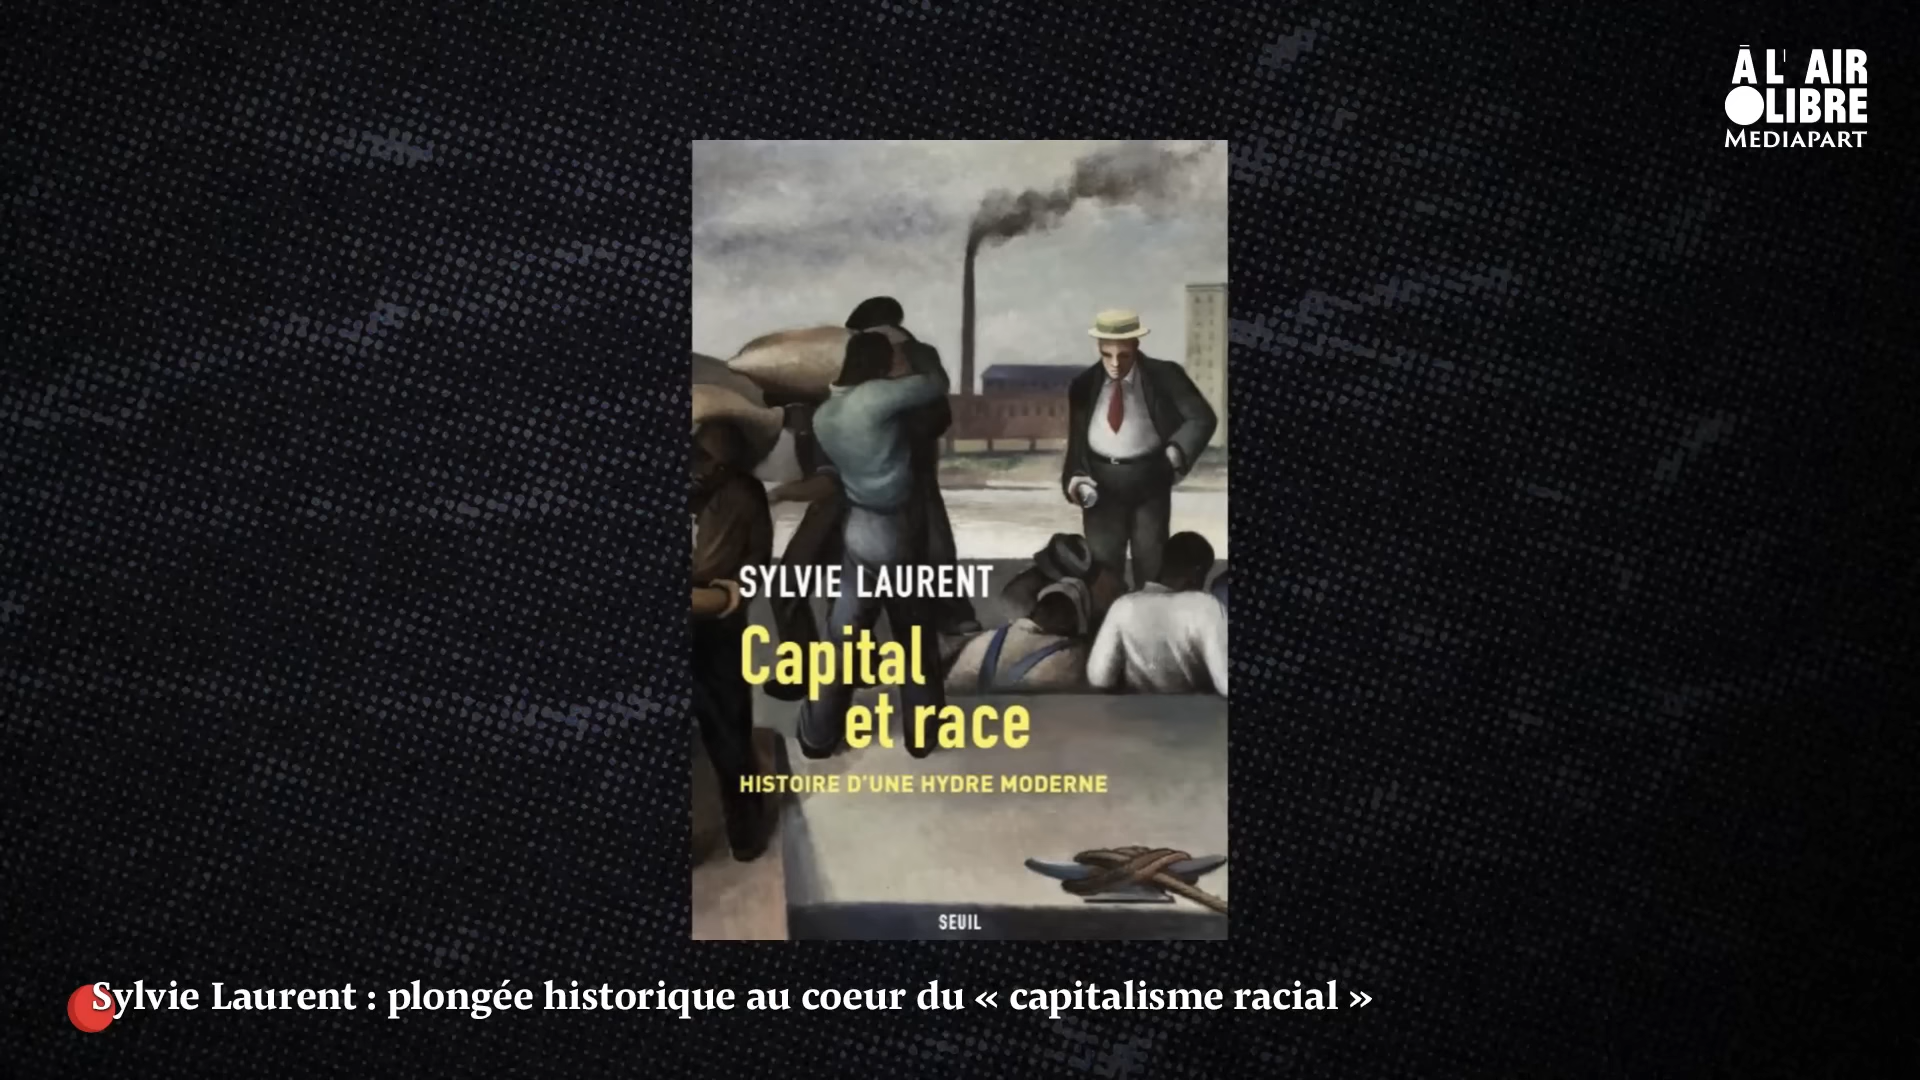 À L' AIR
LIBRE
MEDIAPART
SYLVIE LAURENT
Capital
et race
HISTOIRE D'UNE HYDRE MODERNE
SEUIL
Sylvie Laurent : plongée historique au coeur du « capitalisme racial »